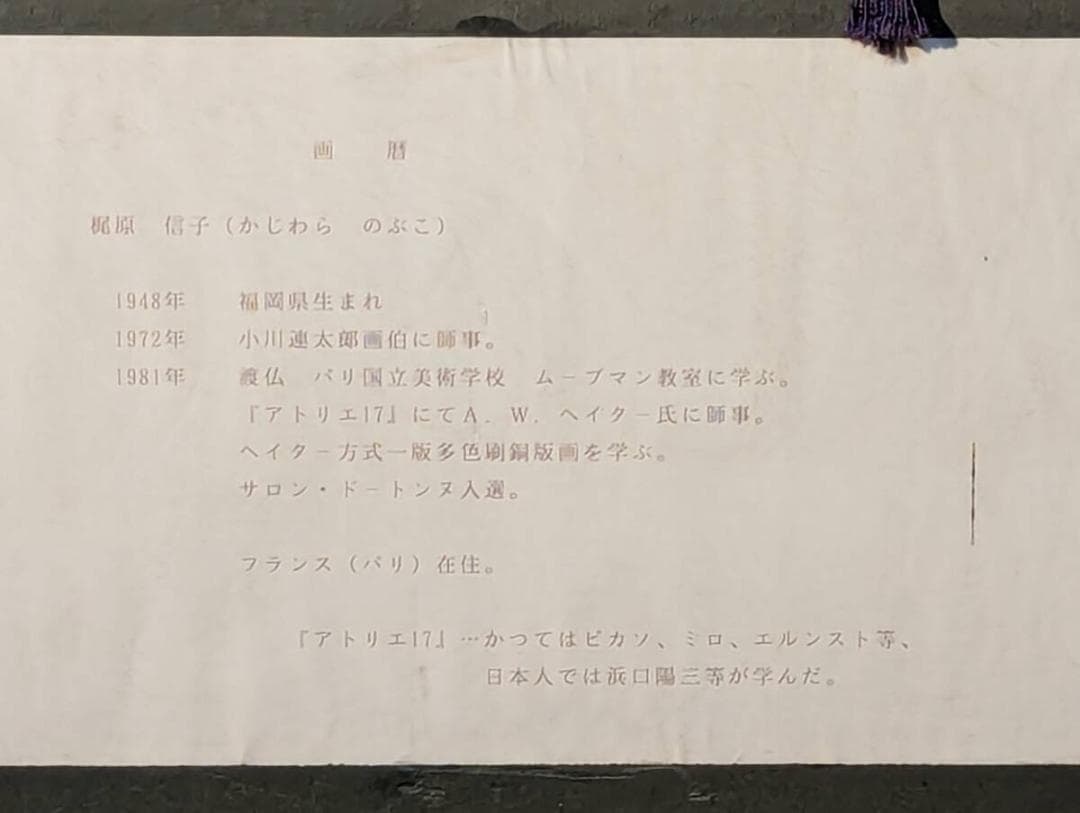 画　暦
梶原　信子（かじわら　のぶこ）
1948年　福岡県生まれ
1972年　小川連太郎画伯に師事。
1981年　渡仏　パリ国立美術学校　ムーブマン教室に学ぶ。
『アトリエ17』にてＡ．Ｗ．ヘイター氏に師事。
ヘイター方式一版多色刷銅版画を学ぶ。
サロン・ドートンヌ入選。
フランス（パリ）在住。
『アトリエ17』…かつてはピカソ、ミロ、エルンスト等、
日本人では浜口陽三等が学んだ。